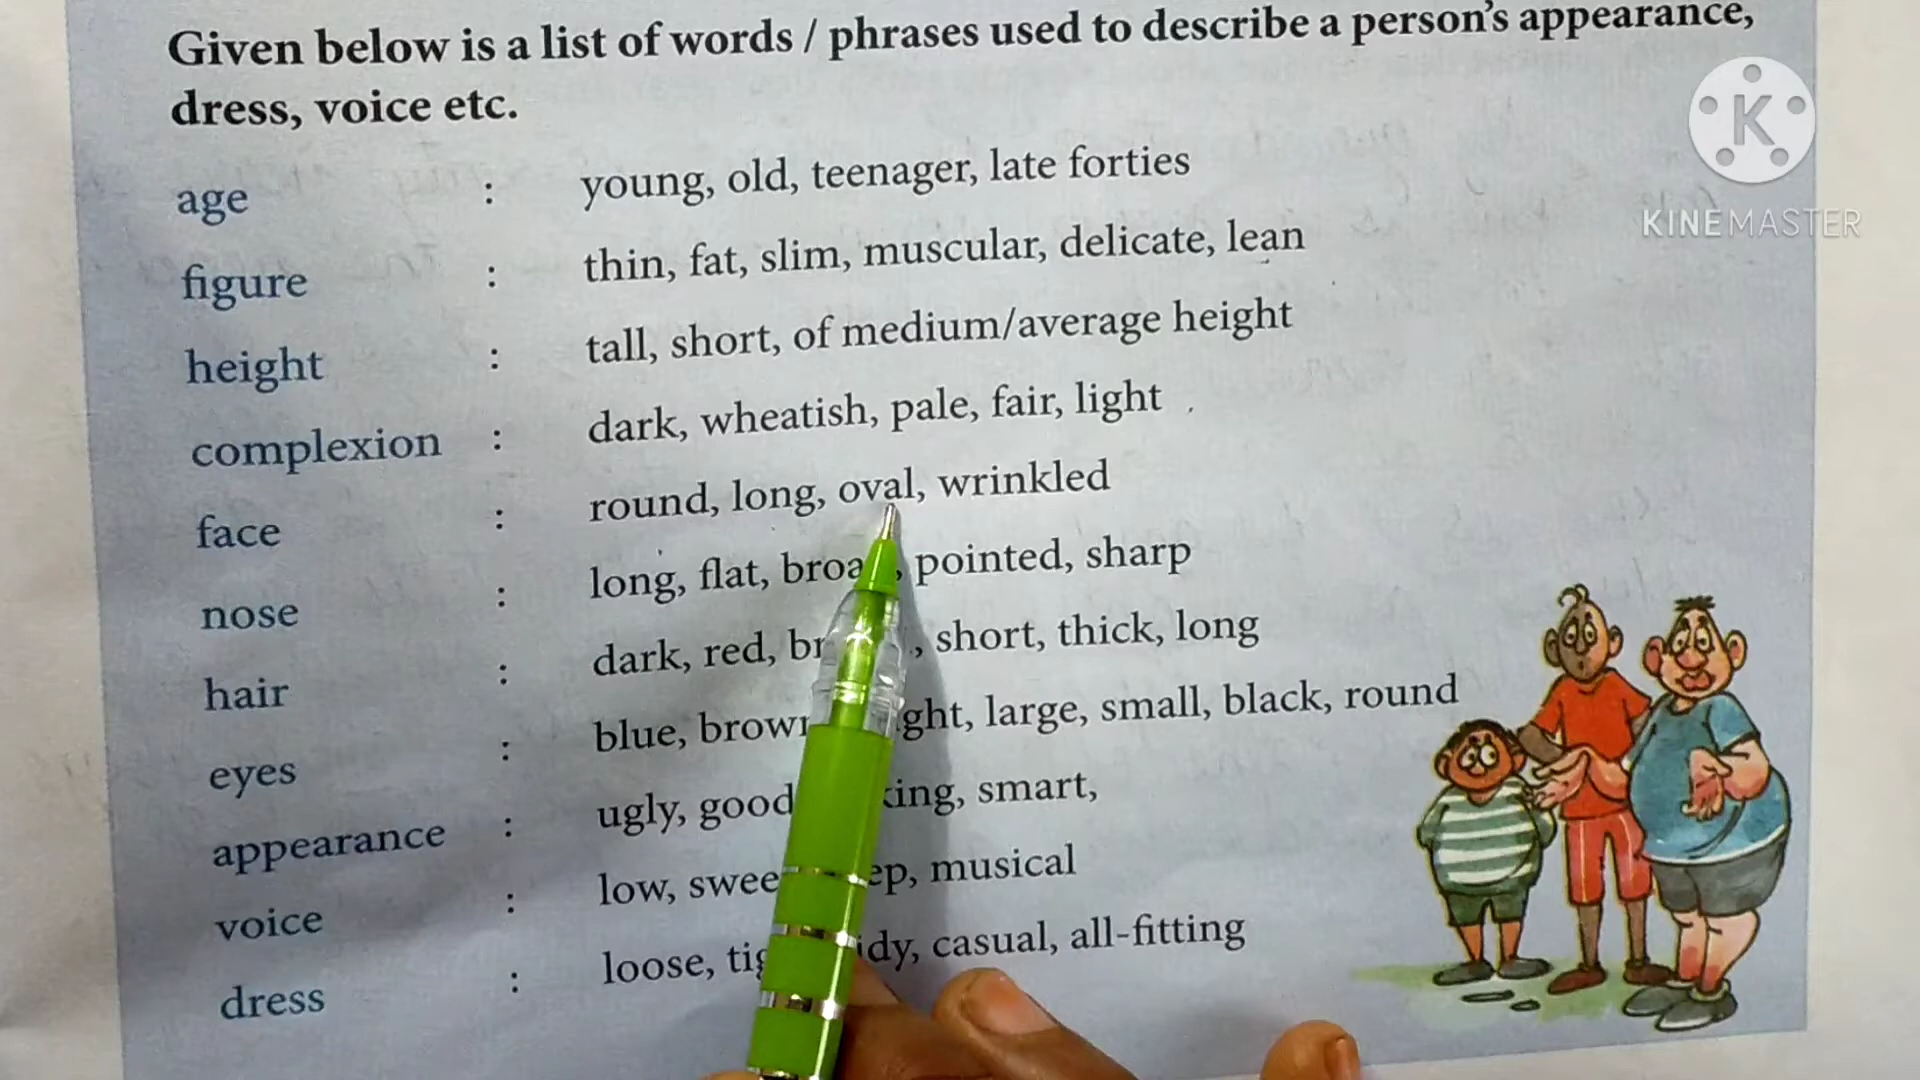 Given below is a list of words / phrases used to describe a person's appearance,
dress, voice etc.
age : young, old, teenager, late forties
figure : thin, fat, slim, muscular, delicate, lean
height : tall, short, of medium/average height
complexion : dark, wheatish, pale, fair, light
face : round, long, oval, wrinkled
nose : long, flat, pointed, sharp
hair : dark, red, short, thick, long
eyes : blue, large, small, black, round
appearance : ugly, smart,
voice : low, musical
dress : loose, casual, all-fitting
K
KINEMASTER